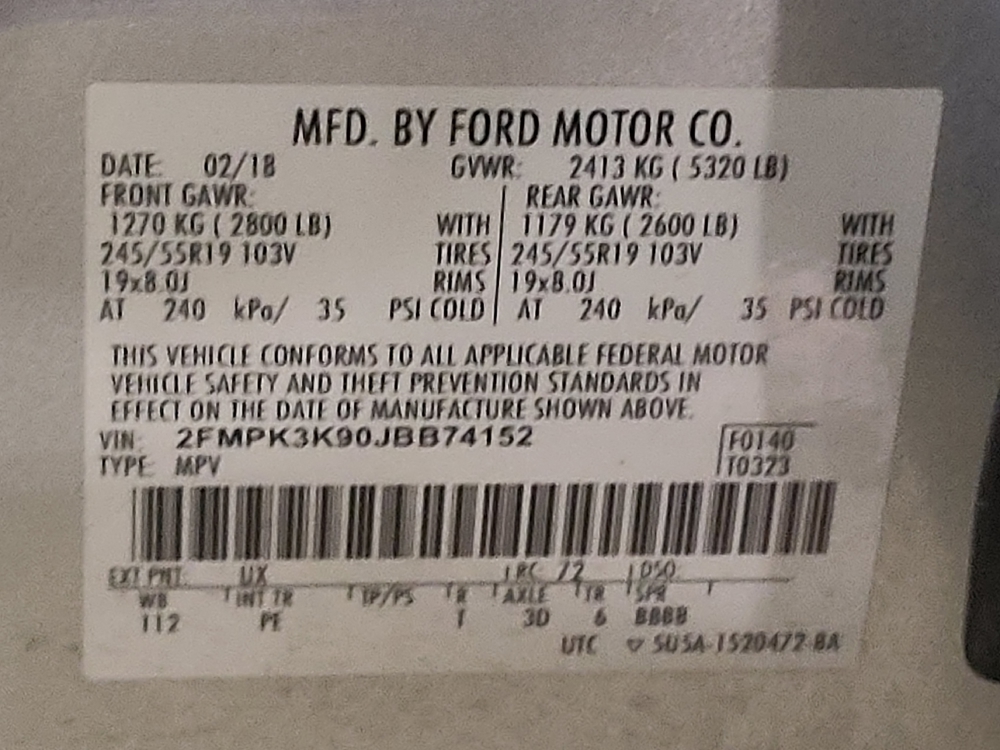 MFD. BY FORD MOTOR CO.
DATE: 02/18 GVWR: 2413 KG ( 5320 LB)
FRONT GAWR: REAR GAWR:
1270 KG ( 2800 LB) WITH 1179 KG ( 2600 LB) WITH
245/55R19 103V TIRES 245/55R19 103V TIRES
19x8.0J RIMS 19x8.0J RIMS
AT 240 kPa/ 35 PSI COLD AT 240 kPa/ 35 PSI COLD
THIS VEHICLE CONFORMS TO ALL APPLICABLE FEDERAL MOTOR
VEHICLE SAFETY AND THEFT PREVENTION STANDARDS IN
EFFECT ON THE DATE OF MANUFACTURE SHOWN ABOVE.
VIN: 2FMPK3K90JBB74152 F0140
TYPE: MPV T0323
EXT PNT: UX RC 72 DSO
WB INT TR TP/PS R AXLE TR SPR
112 PE 1 3D 6 BBBB
UTC ▽ 5U5A-1520472-BA